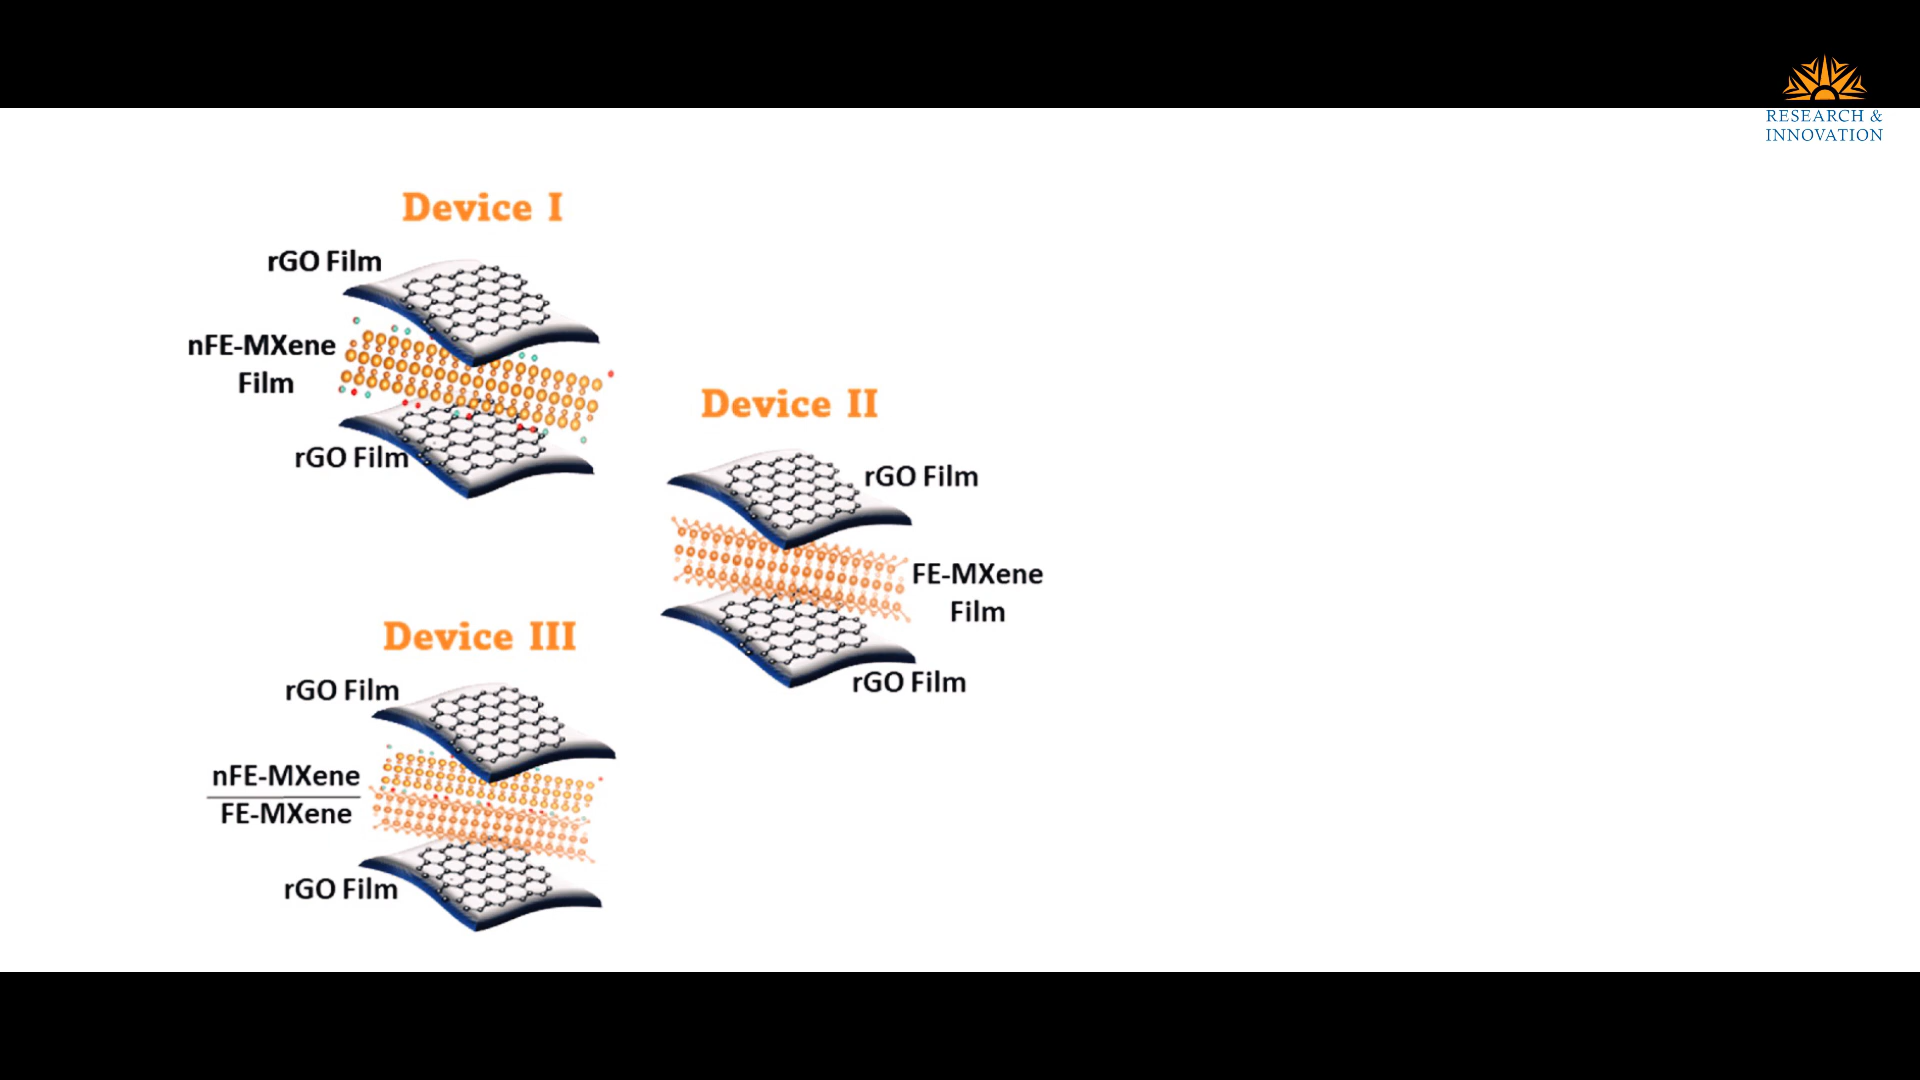 RESEARCH &
INNOVATION
Device I
rGO Film
nFE-MXene
Film
rGO Film
Device II
rGO Film
FE-MXene
Film
rGO Film
Device III
rGO Film
nFE-MXene
FE-MXene
rGO Film